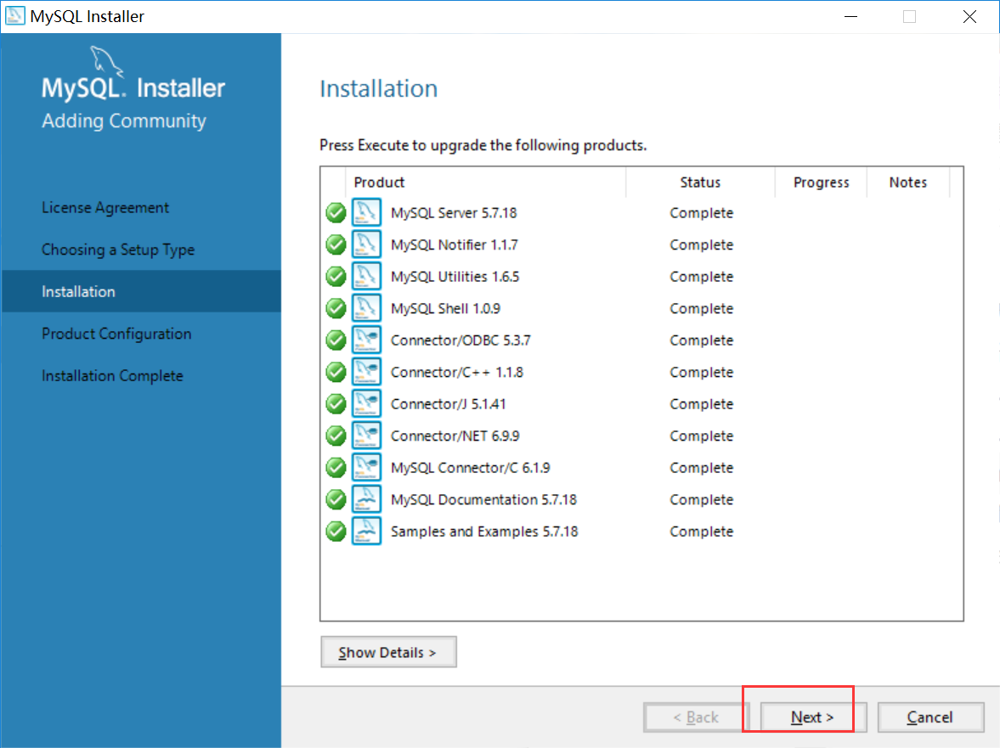 MySQL Installer
MySQL. Installer
Adding Community
License Agreement
Choosing a Setup Type
Installation
Product Configuration
Installation Complete
Installation
Press Execute to upgrade the following products.
Product Status Progress Notes
MySQL Server 5.7.18 Complete
MySQL Notifier 1.1.7 Complete
MySQL Utilities 1.6.5 Complete
MySQL Shell 1.0.9 Complete
Connector/ODBC 5.3.7 Complete
Connector/C++ 1.1.8 Complete
Connector/J 5.1.41 Complete
Connector/NET 6.9.9 Complete
MySQL Connector/C 6.1.9 Complete
MySQL Documentation 5.7.18 Complete
Samples and Examples 5.7.18 Complete
Show Details >
< Back Next > Cancel